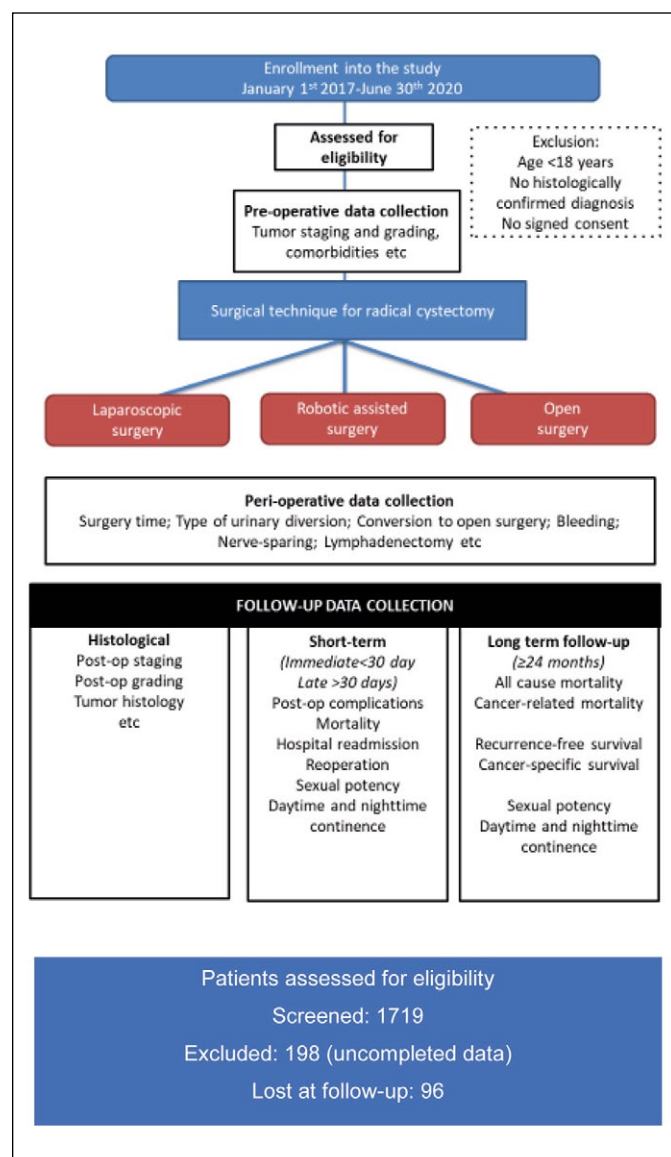 Enrollment into the study
January 1st 2017-June 30th 2020
Assessed for
eligibility
Exclusion:
Age <18 years
No histologically
confirmed diagnosis
No signed consent
Pre-operative data collection
Tumor staging and grading,
comorbidities etc
Surgical technique for radical cystectomy
Laparoscopic
surgery
Robotic assisted
surgery
Open
surgery
Peri-operative data collection
Surgery time; Type of urinary diversion; Conversion to open surgery; Bleeding;
Nerve-sparing; Lymphadenectomy etc
FOLLOW-UP DATA COLLECTION
Histological
Post-op staging
Post-op grading
Tumor histology
etc
Short-term
(Immediate<30 day
Late >30 days)
Post-op complications
Mortality
Hospital readmission
Reoperation
Sexual potency
Daytime and nighttime
continence
Long term follow-up
(≥24 months)
All cause mortality
Cancer-related mortality
Recurrence-free survival
Cancer-specific survival
Sexual potency
Daytime and nighttime
continence
Patients assessed for eligibility
Screened: 1719
Excluded: 198 (uncompleted data)
Lost at follow-up: 96